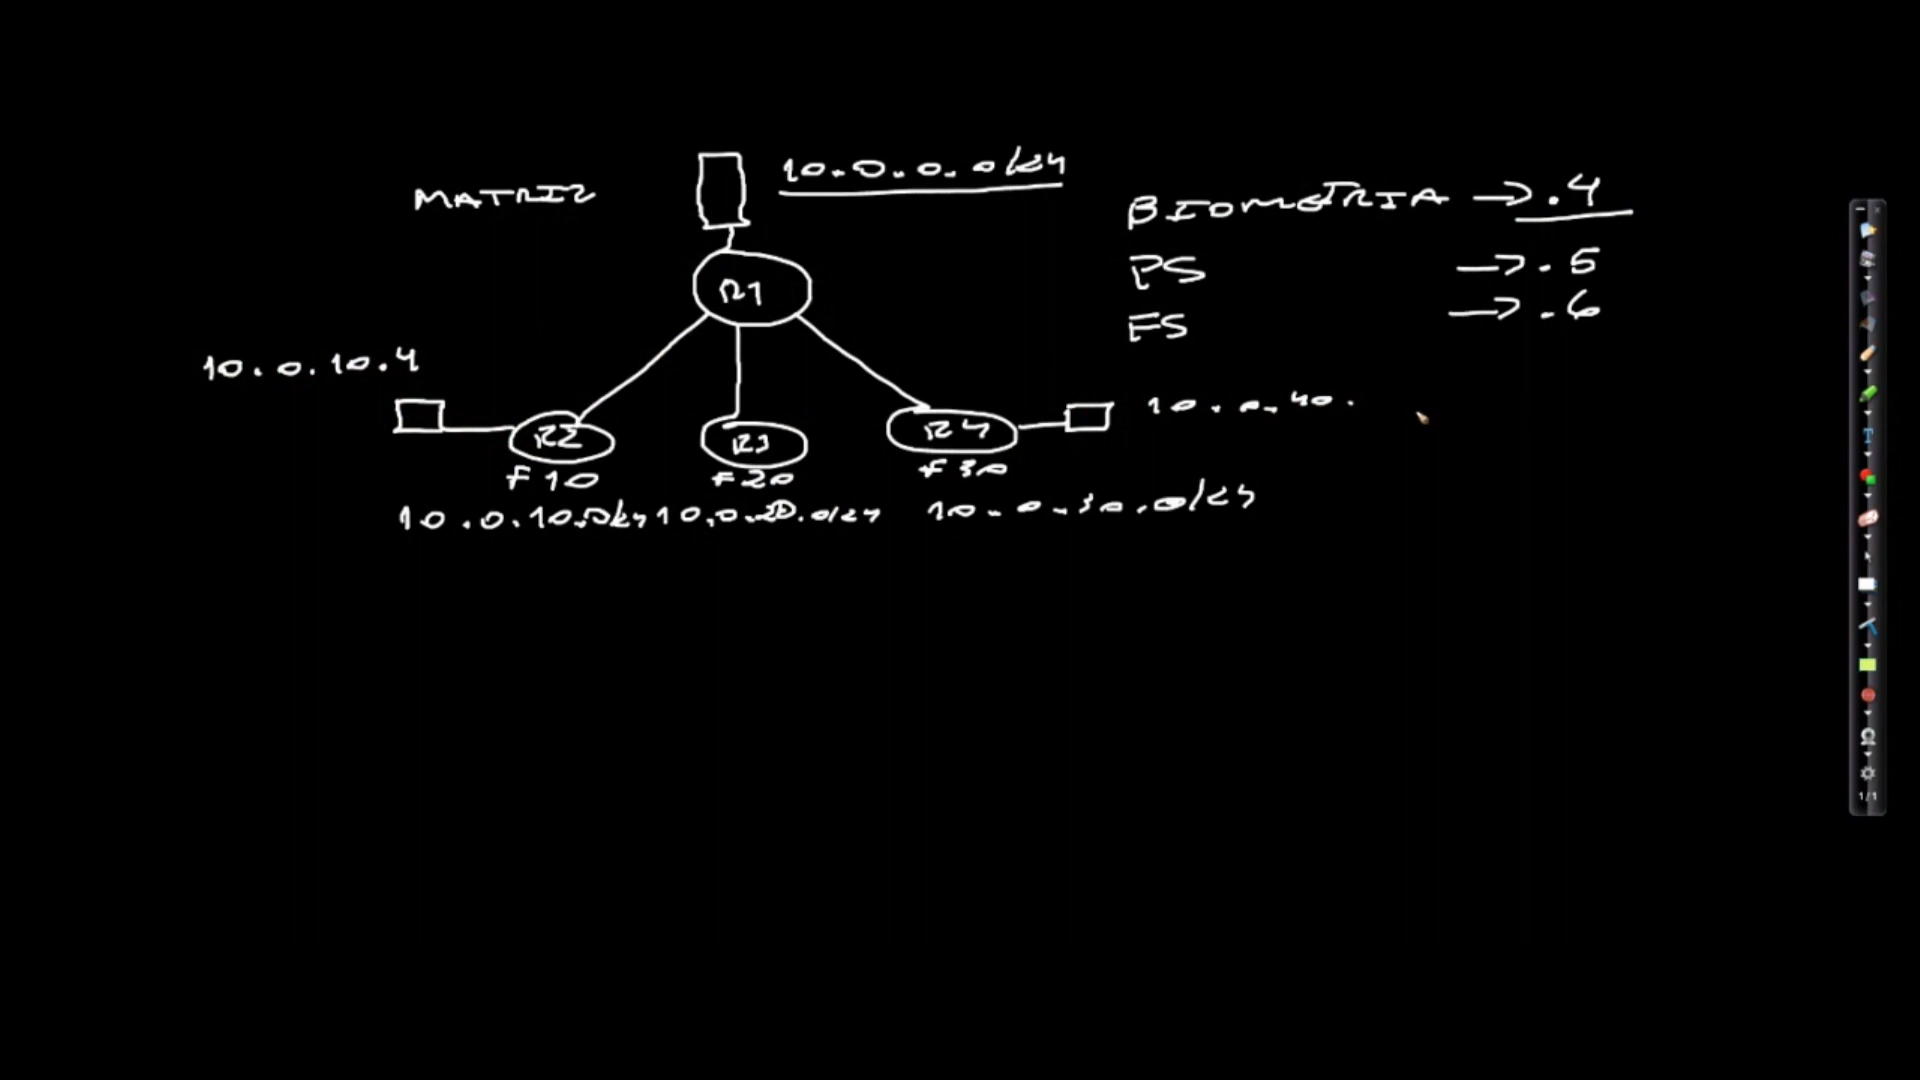 MATRIZ
10.0.0.0/24
BIOMETRIA → .4
PS → .5
FS → .6
R1
10.0.10.4
R2
R3
R4
10.0.40.
F10
F20
F30
10.0.10.0/24
10.0.20.0/24
10.0.30.0/24
T
Ω
1/1